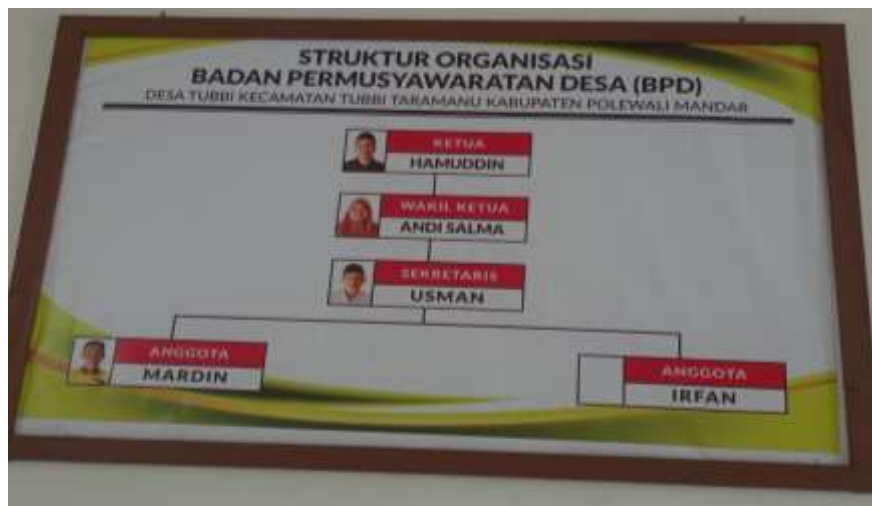 STRUKTUR ORGANISASI
BADAN PERMUSYAWARATAN DESA (BPD)
DESA TUBBI KECAMATAN TUBBI TARAMANU KABUPATEN POLEWALI MANDAR
KETUA
HAMUDDIN
WAKIL KETUA
ANDI SALMA
SEKRETARIS
USMAN
ANGGOTA
MARDIN
ANGGOTA
IRFAN